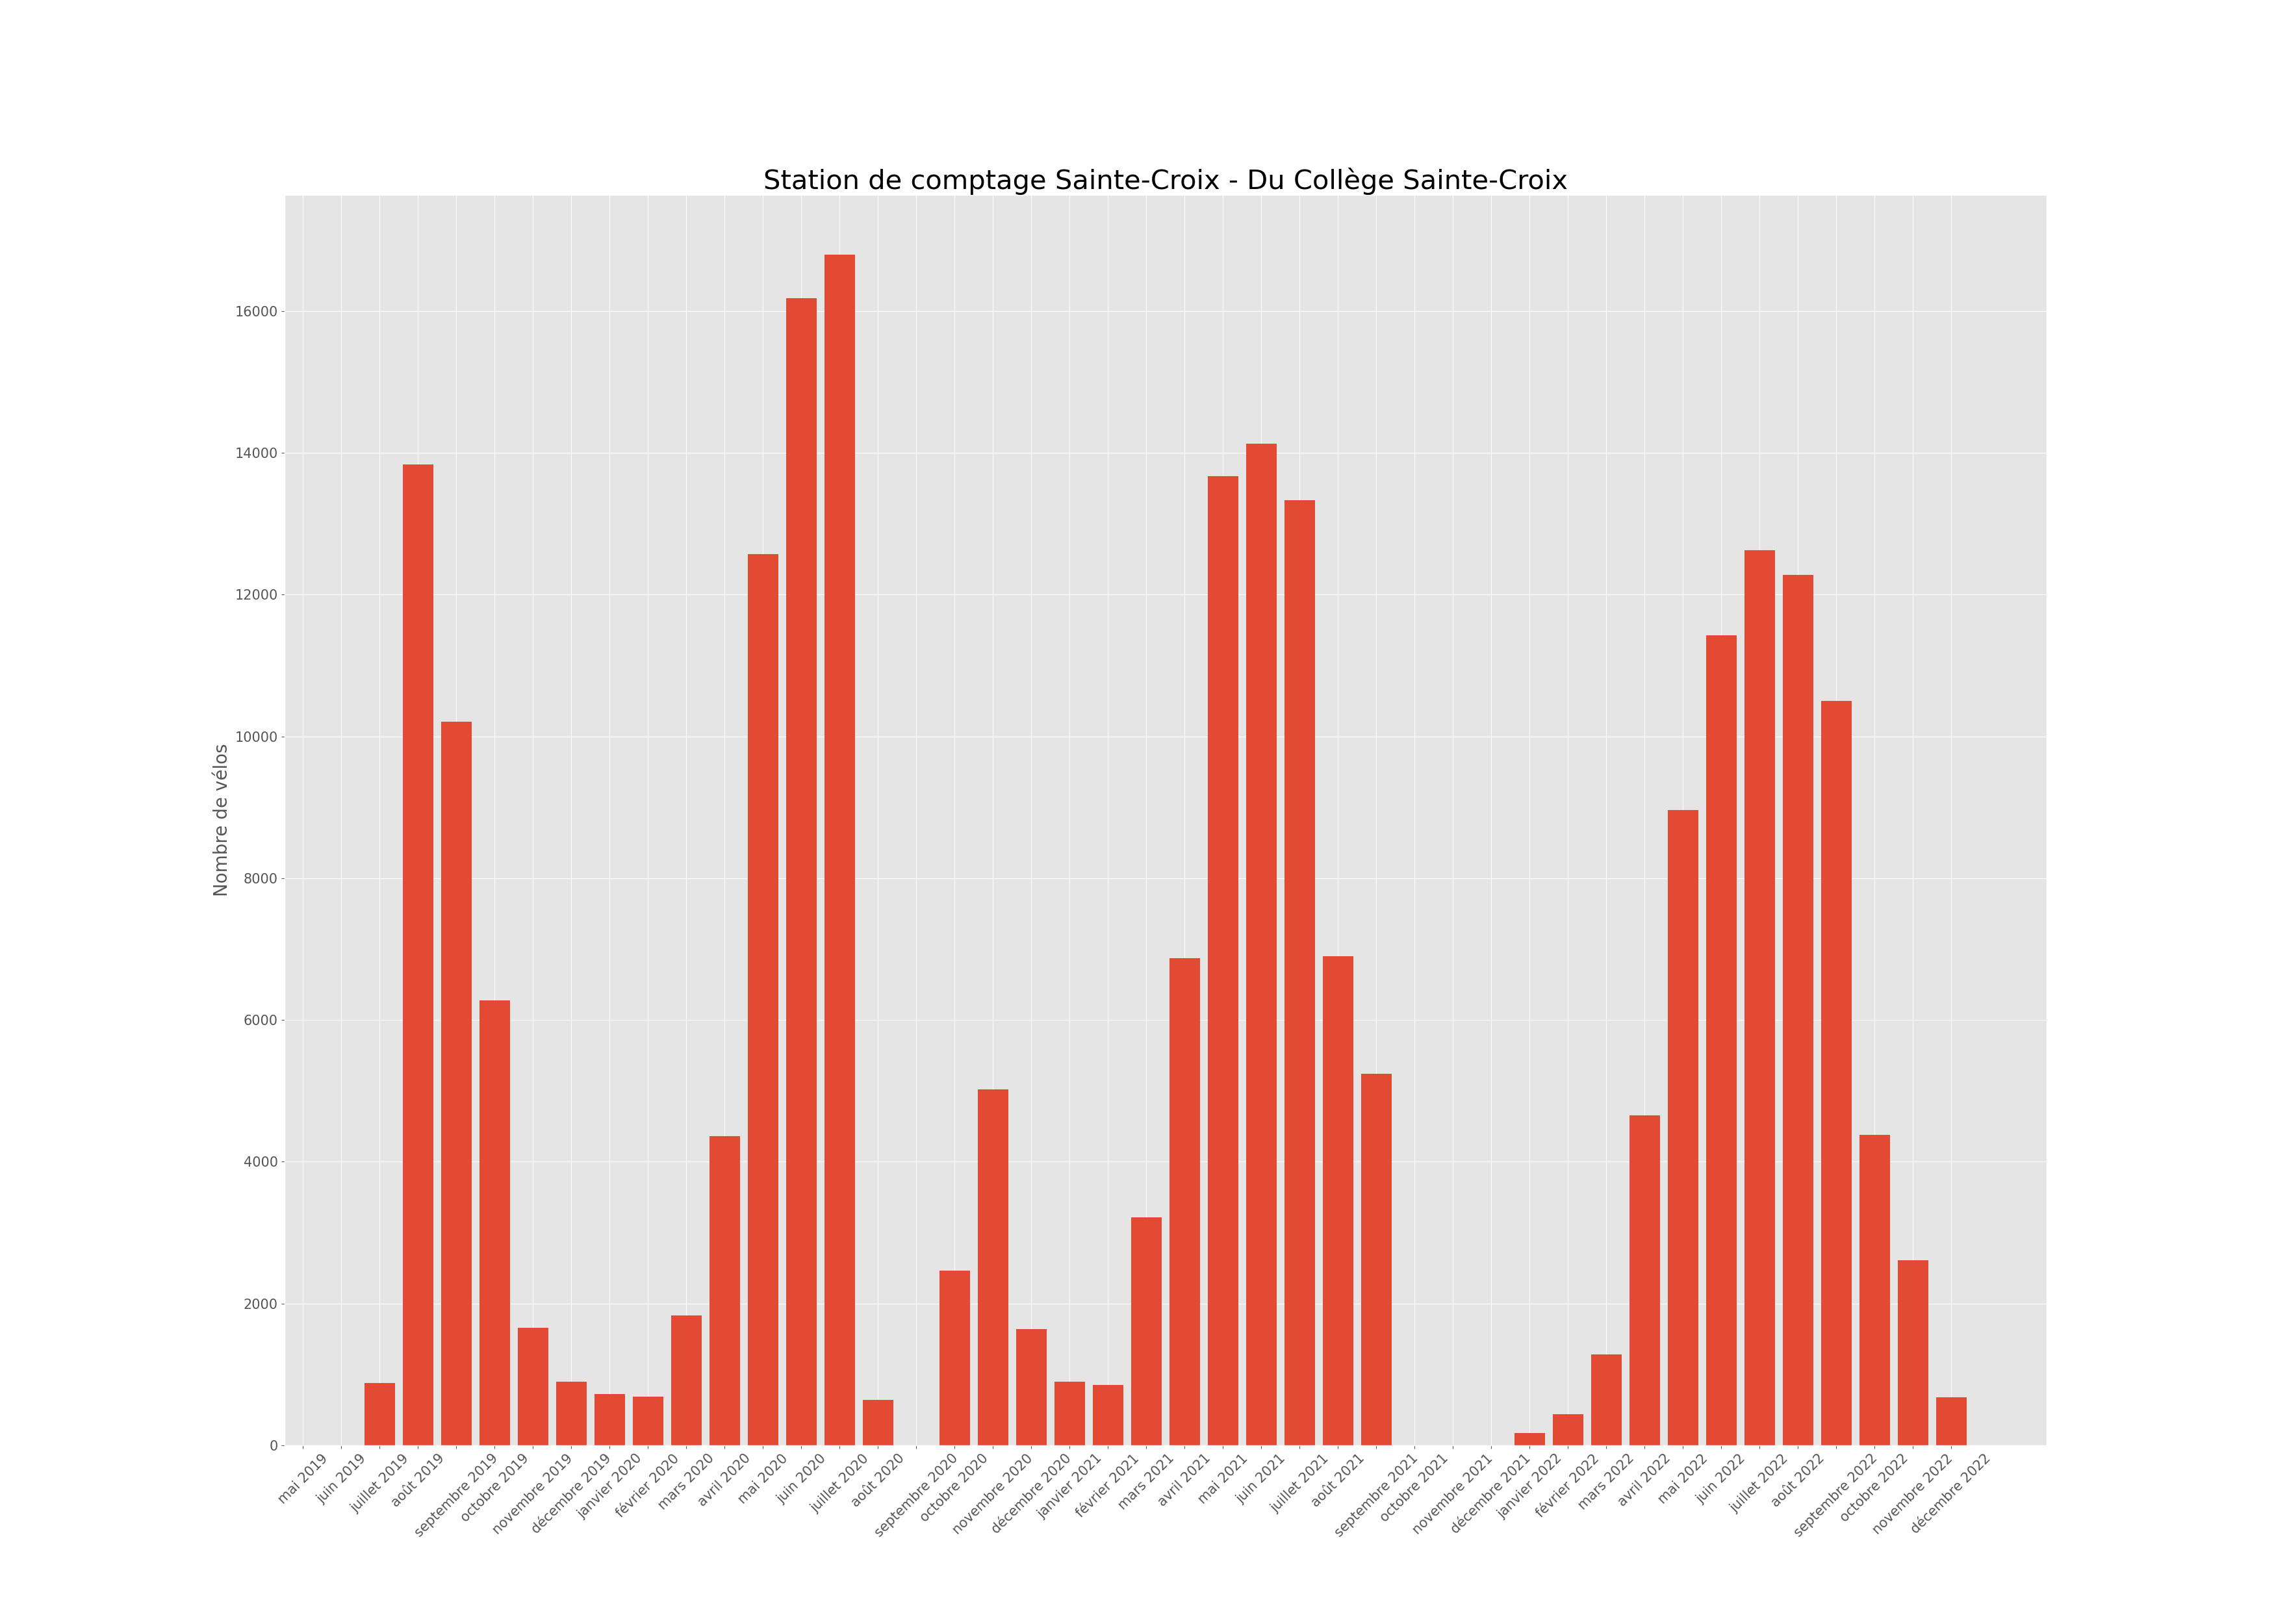 Station de comptage Sainte-Croix - Du Collège Sainte-Croix
Nombre de vélos
16000
14000
12000
10000
8000
6000
4000
2000
0
mai 2019
juin 2019
juillet 2019
août 2019
septembre 2019
octobre 2019
novembre 2019
décembre 2019
janvier 2020
février 2020
mars 2020
avril 2020
mai 2020
juin 2020
juillet 2020
août 2020
septembre 2020
octobre 2020
novembre 2020
décembre 2020
janvier 2021
février 2021
mars 2021
avril 2021
mai 2021
juin 2021
juillet 2021
août 2021
septembre 2021
octobre 2021
novembre 2021
décembre 2021
janvier 2022
février 2022
mars 2022
avril 2022
mai 2022
juin 2022
juillet 2022
août 2022
septembre 2022
octobre 2022
novembre 2022
décembre 2022